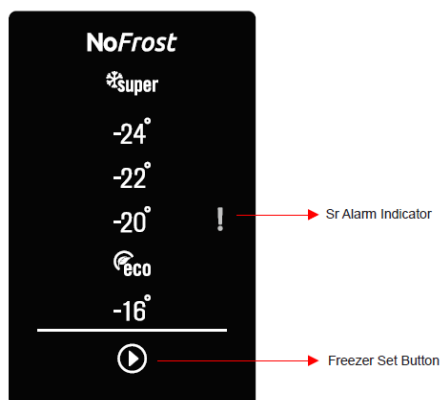 NoFrost
super
-24°
-22°
-20°
! Sr Alarm Indicator
eco
-16°
Freezer Set Button